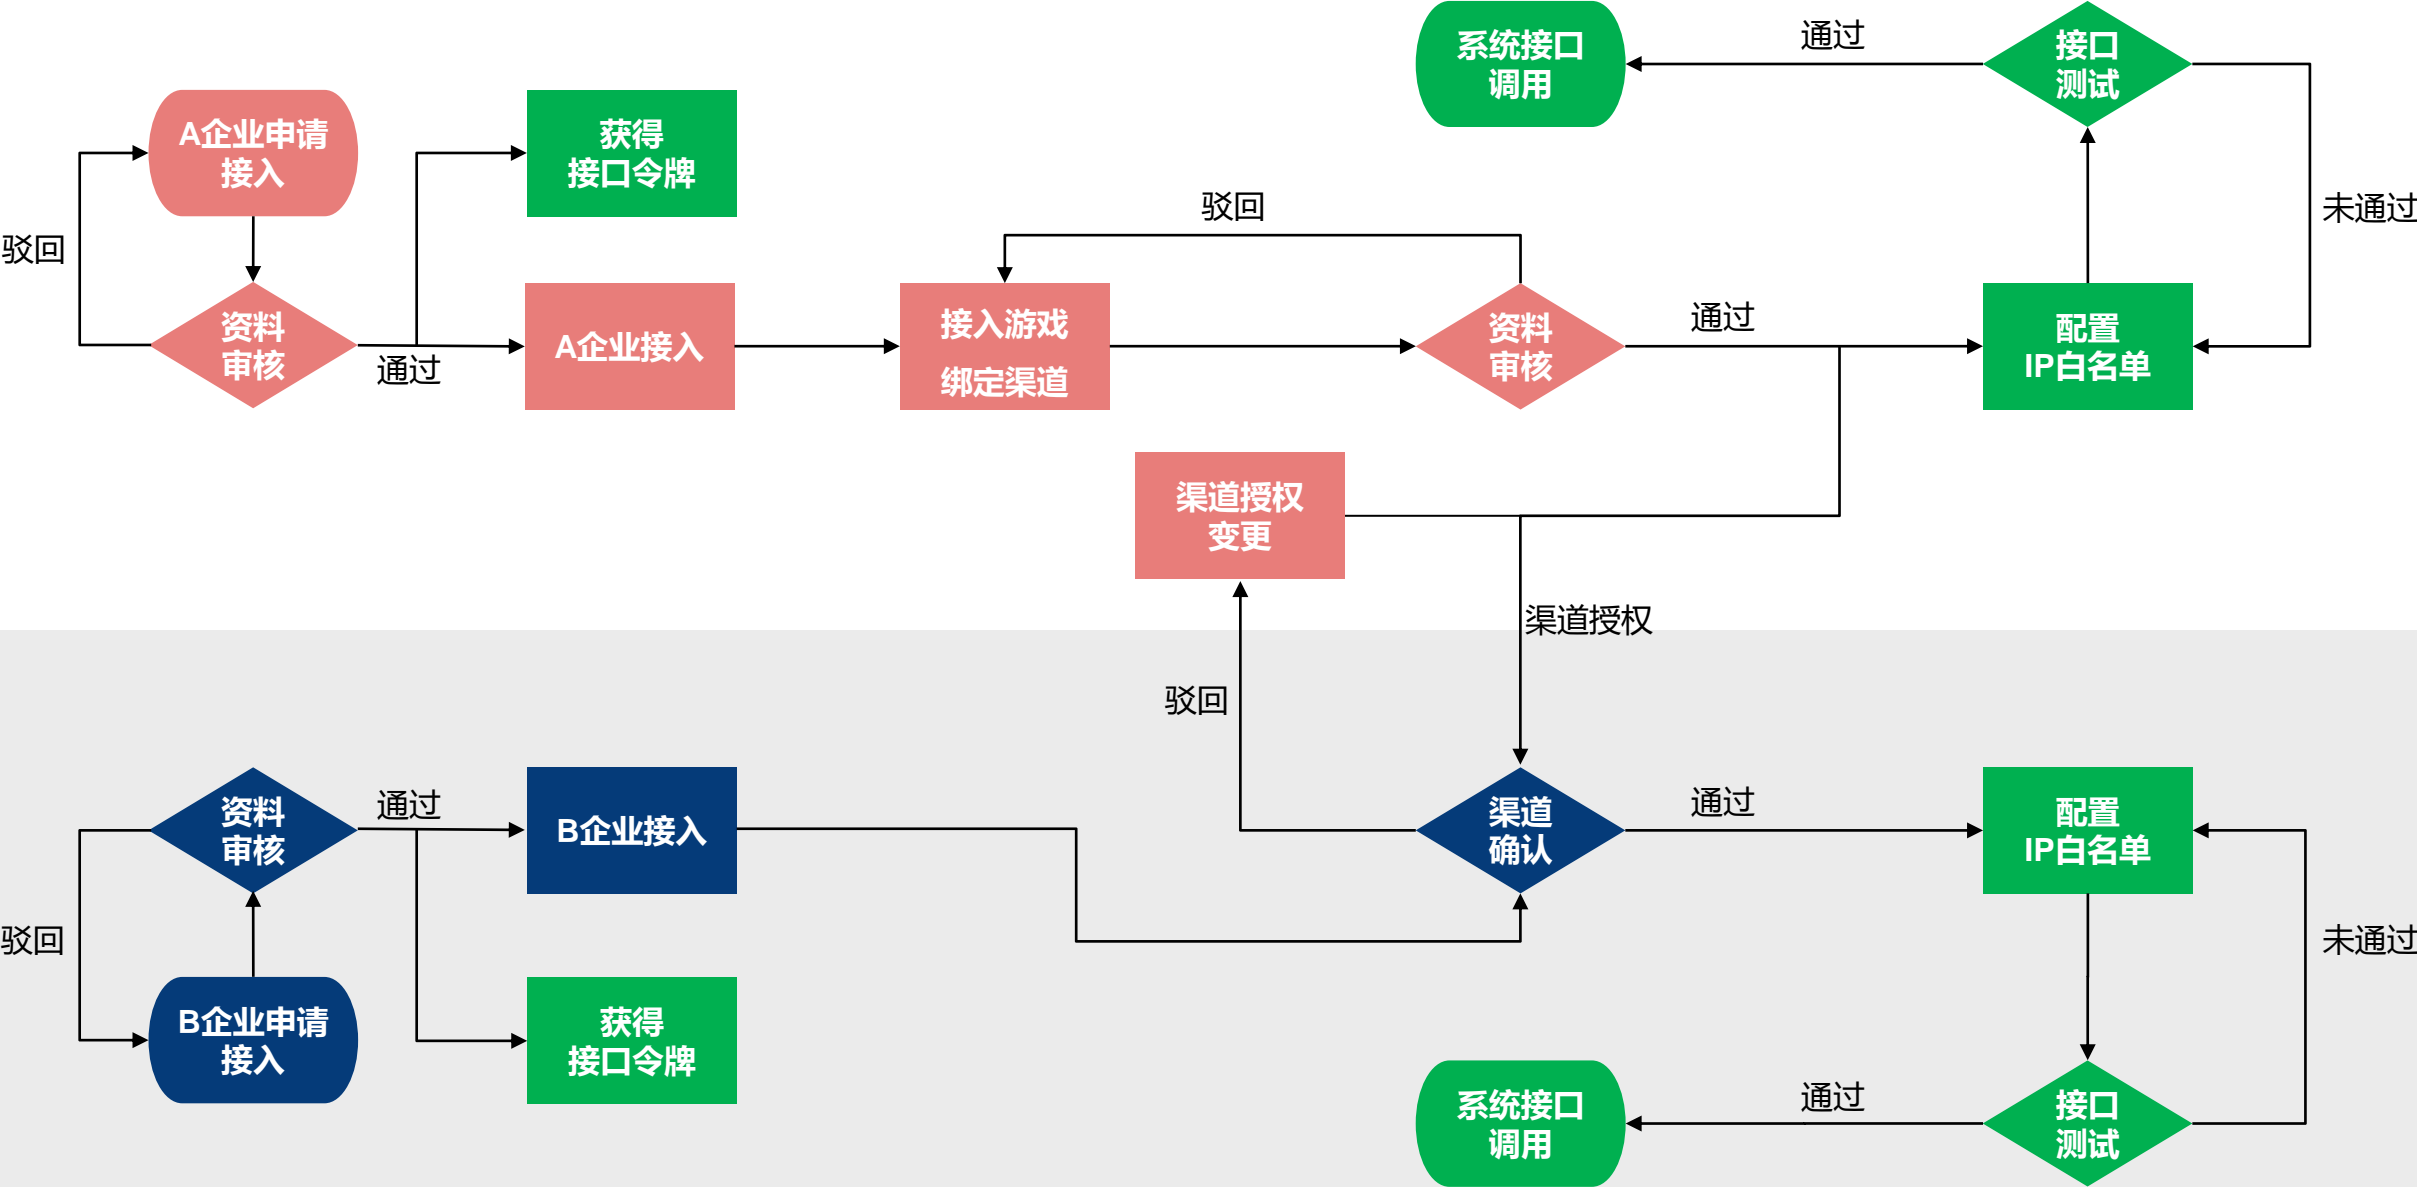 系统接口
调用
通过
接口
测试
A企业申请
接入
获得
接口令牌
驳回
未通过
驳回
资料
审核
通过
A企业接入
接入游戏
绑定渠道
资料
审核
通过
配置
IP白名单
渠道授权
变更
渠道授权
驳回
资料
审核
通过
B企业接入
渠道
确认
通过
配置
IP白名单
驳回
未通过
B企业申请
接入
获得
接口令牌
系统接口
调用
通过
接口
测试